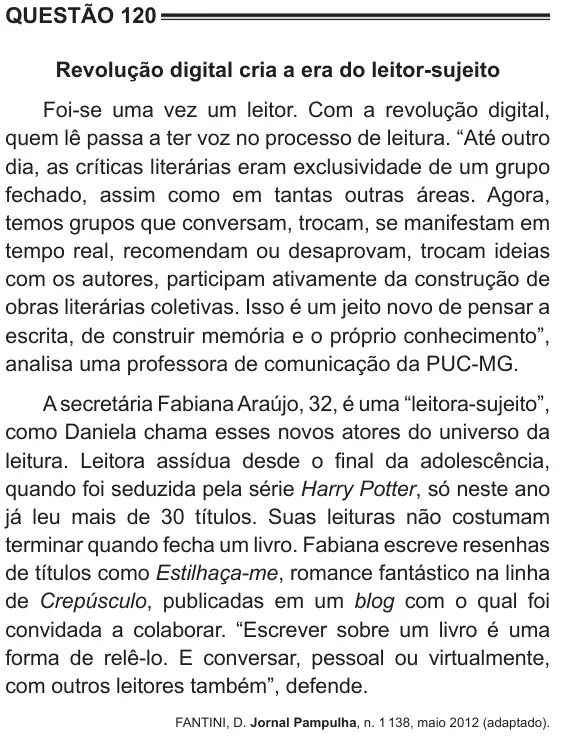 QUESTÃO 120
Revolução digital cria a era do leitor-sujeito
Foi-se uma vez um leitor. Com a revolução digital,
quem lê passa a ter voz no processo de leitura. “Até outro
dia, as críticas literárias eram exclusividade de um grupo
fechado, assim como em tantas outras áreas. Agora,
temos grupos que conversam, trocam, se manifestam em
tempo real, recomendam ou desaprovam, trocam ideias
com os autores, participam ativamente da construção de
obras literárias coletivas. Isso é um jeito novo de pensar a
escrita, de construir memória e o próprio conhecimento”,
analisa uma professora de comunicação da PUC-MG.
A secretária Fabiana Araújo, 32, é uma “leitora-sujeito”,
como Daniela chama esses novos atores do universo da
leitura. Leitora assídua desde o final da adolescência,
quando foi seduzida pela série Harry Potter, só neste ano
já leu mais de 30 títulos. Suas leituras não costumam
terminar quando fecha um livro. Fabiana escreve resenhas
de títulos como Estilhaça-me, romance fantástico na linha
de Crepúsculo, publicadas em um blog com o qual foi
convidada a colaborar. “Escrever sobre um livro é uma
forma de relê-lo. E conversar, pessoal ou virtualmente,
com outros leitores também”, defende.
FANTINI, D. Jornal Pampulha, n. 1 138, maio 2012 (adaptado).